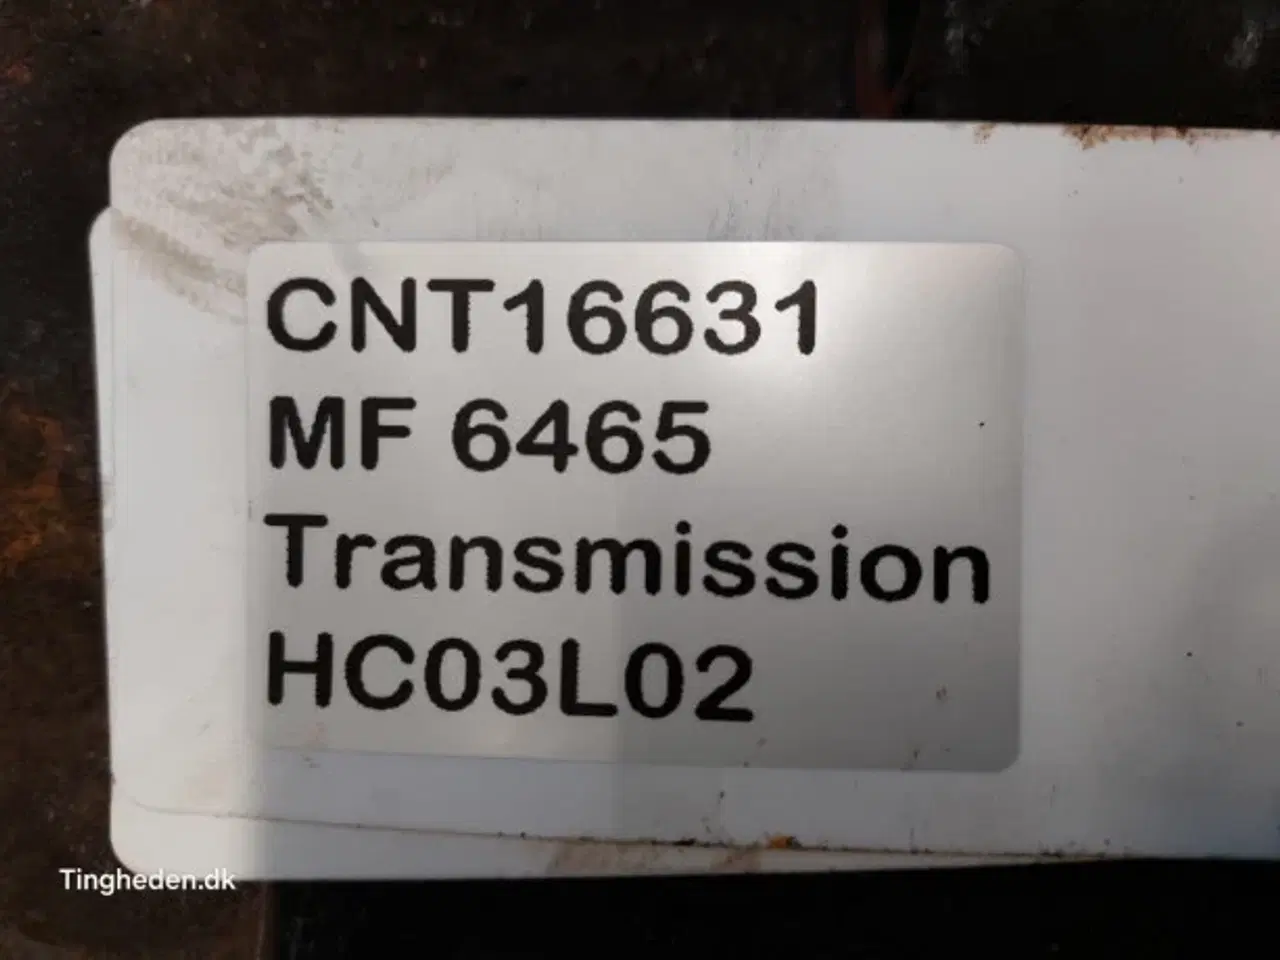 CNT16631
MF 6465
Transmission
HC03L02
Tingheden.dk